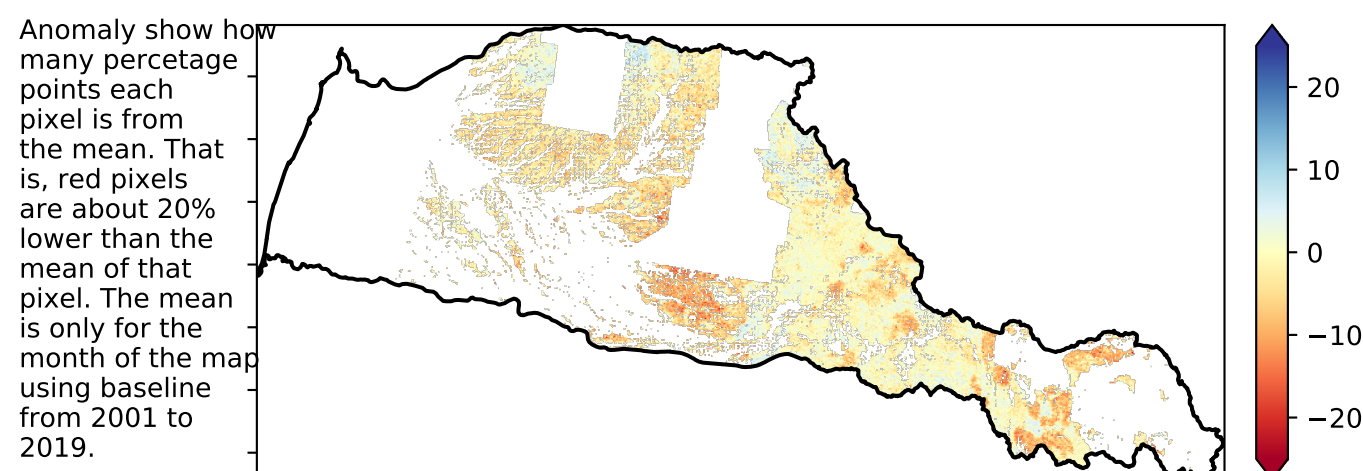 Anomaly show how
many percetage
points each
pixel is from
the mean. That
is, red pixels
are about 20%
lower than the
mean of that
pixel. The mean
is only for the
month of the map
using baseline
from 2001 to
2019.
20
10
0
−10
−20